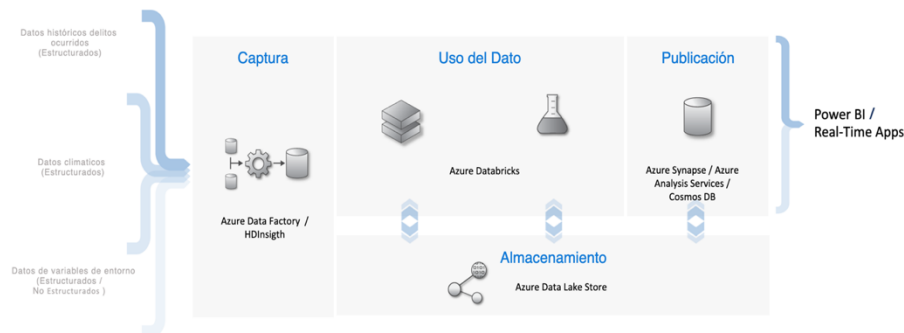 Datos históricos delitos
ocurridos
(Estructurados)
Datos climaticos
(Estructurados)
Datos de variables de entorno
(Estructurados /
No Estructurados )
Captura
Azure Data Factory /
HDInsigth
Uso del Dato
Azure Databricks
Publicación
Azure Synapse / Azure
Analysis Services /
Cosmos DB
Almacenamiento
Azure Data Lake Store
Power BI /
Real-Time Apps